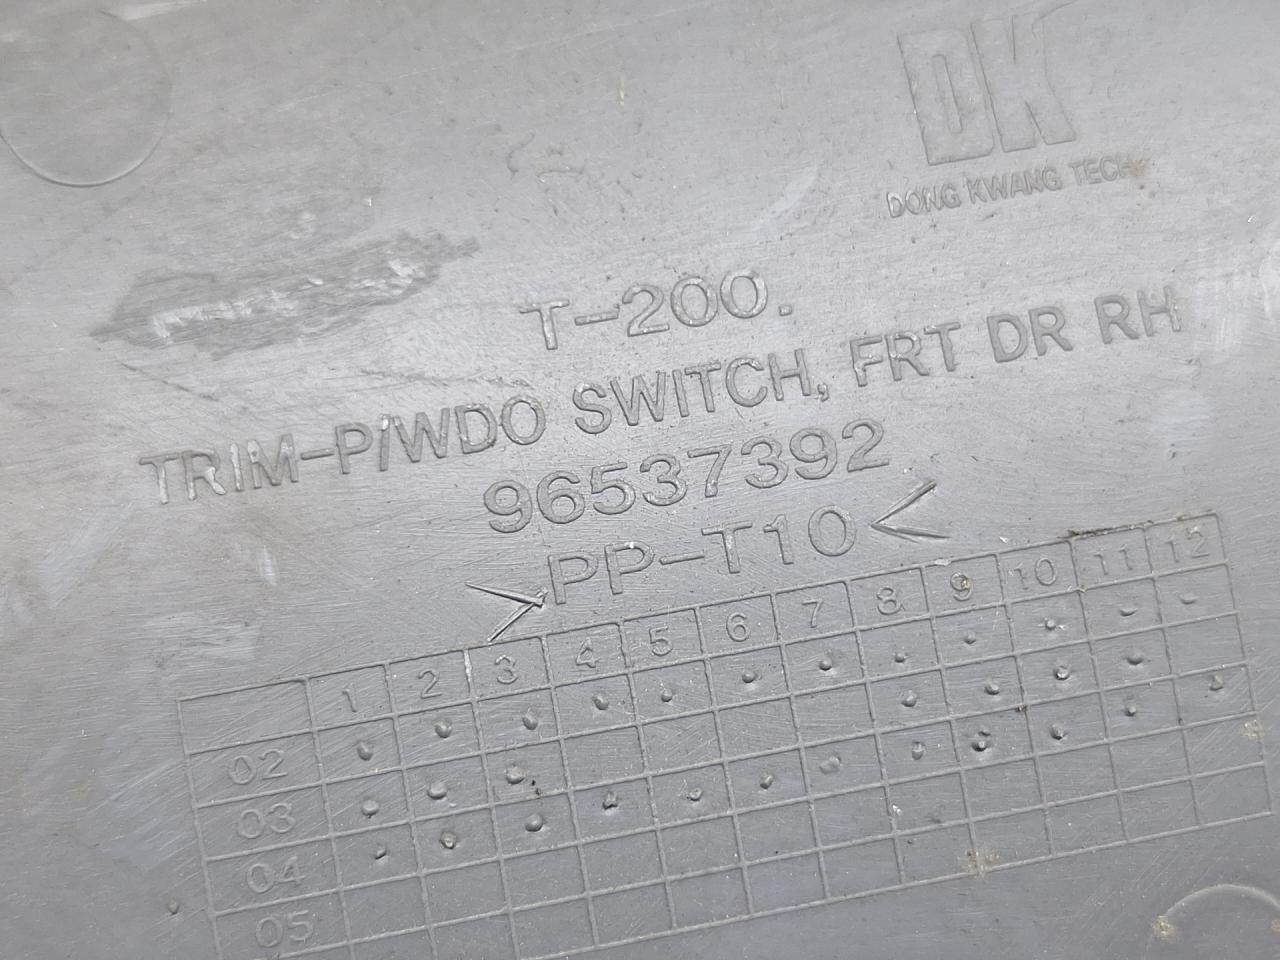 DK
DONG KWANG TECH
T-200.
TRIM-P/WDO SWITCH, FRT DR RH
96537392
>PP-T10<
1 2 3 4 5 6 7 8 9 10 11 12
02
03
04
05